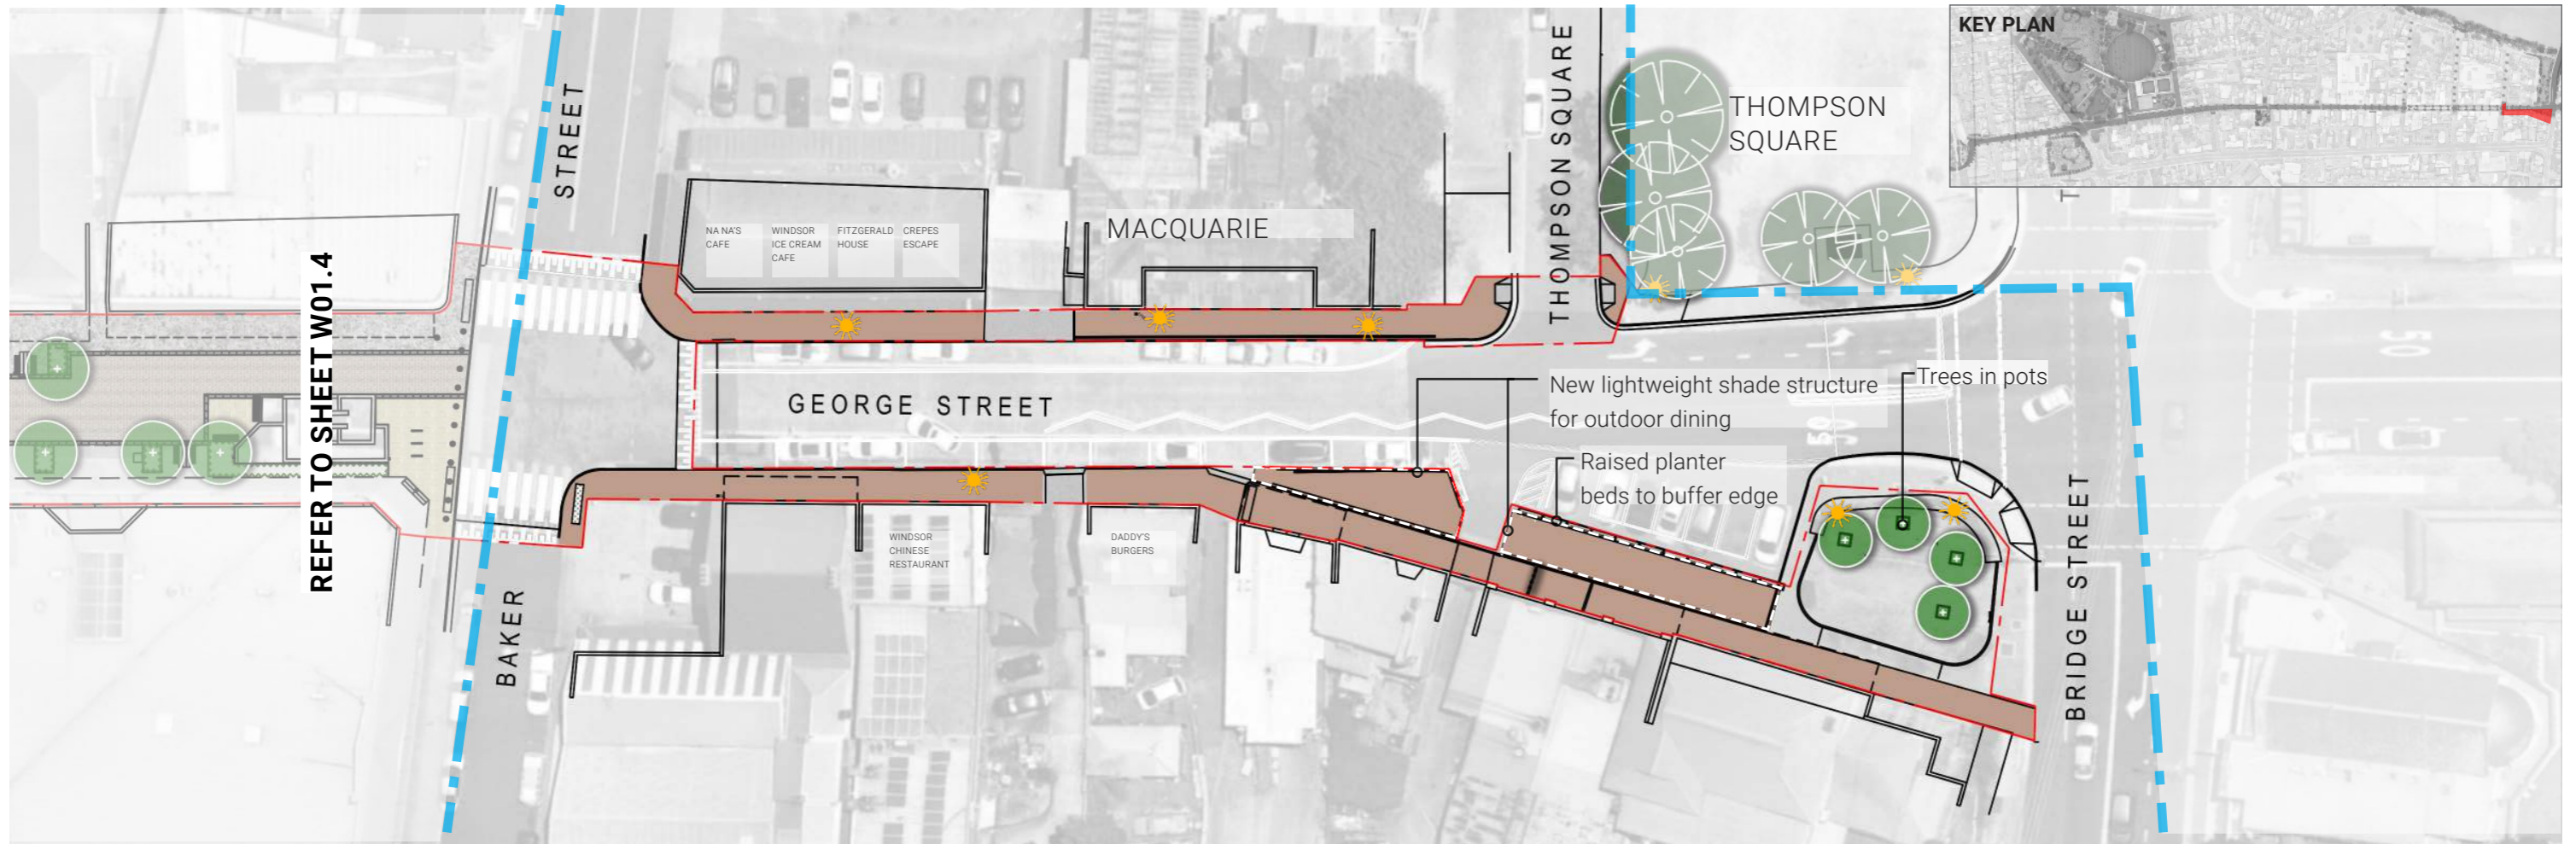 KEY PLAN
STREET
THOMPSON SQUARE
THOMPSON
SQUARE
NA NA'S
CAFE
WINDSOR
ICE CREAM
CAFE
FITZGERALD
HOUSE
CREPES
ESCAPE
MACQUARIE
REFER TO SHEET W01.4
GEORGE STREET
New lightweight shade structure
for outdoor dining
Trees in pots
Raised planter
beds to buffer edge
WINDSOR
CHINESE
RESTAURANT
DADDY'S
BURGERS
BAKER
BRIDGE STREET